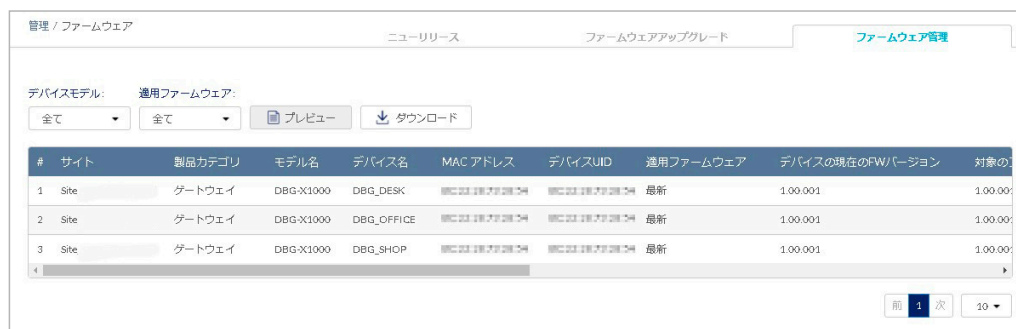 管理 / ファームウェア
ニューリリース ファームウェアアップグレード ファームウェア管理
デバイスモデル: 適用ファームウェア:
全て 全て プレビュー ダウンロード
# サイト 製品カテゴリ モデル名 デバイス名 MAC アドレス デバイスUID 適用ファームウェア デバイスの現在のFWバージョン 対象の
1 Site ゲートウェイ DBG-X1000 DBG_DESK 最新 1.00.001 1.00.001
2 Site ゲートウェイ DBG-X1000 DBG_OFFICE 最新 1.00.001 1.00.001
3 Site ゲートウェイ DBG-X1000 DBG_SHOP 最新 1.00.001 1.00.001
前 1 次 10